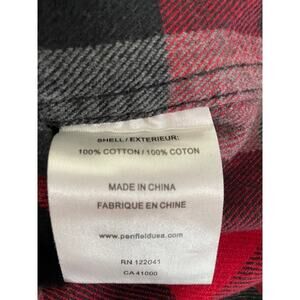 SHELL/EXTERIEUR:
100% COTTON/100% COTON
MADE IN CHINA
FABRIQUE EN CHINE
www.penfieldusa.com
RN 122041
CA 41000